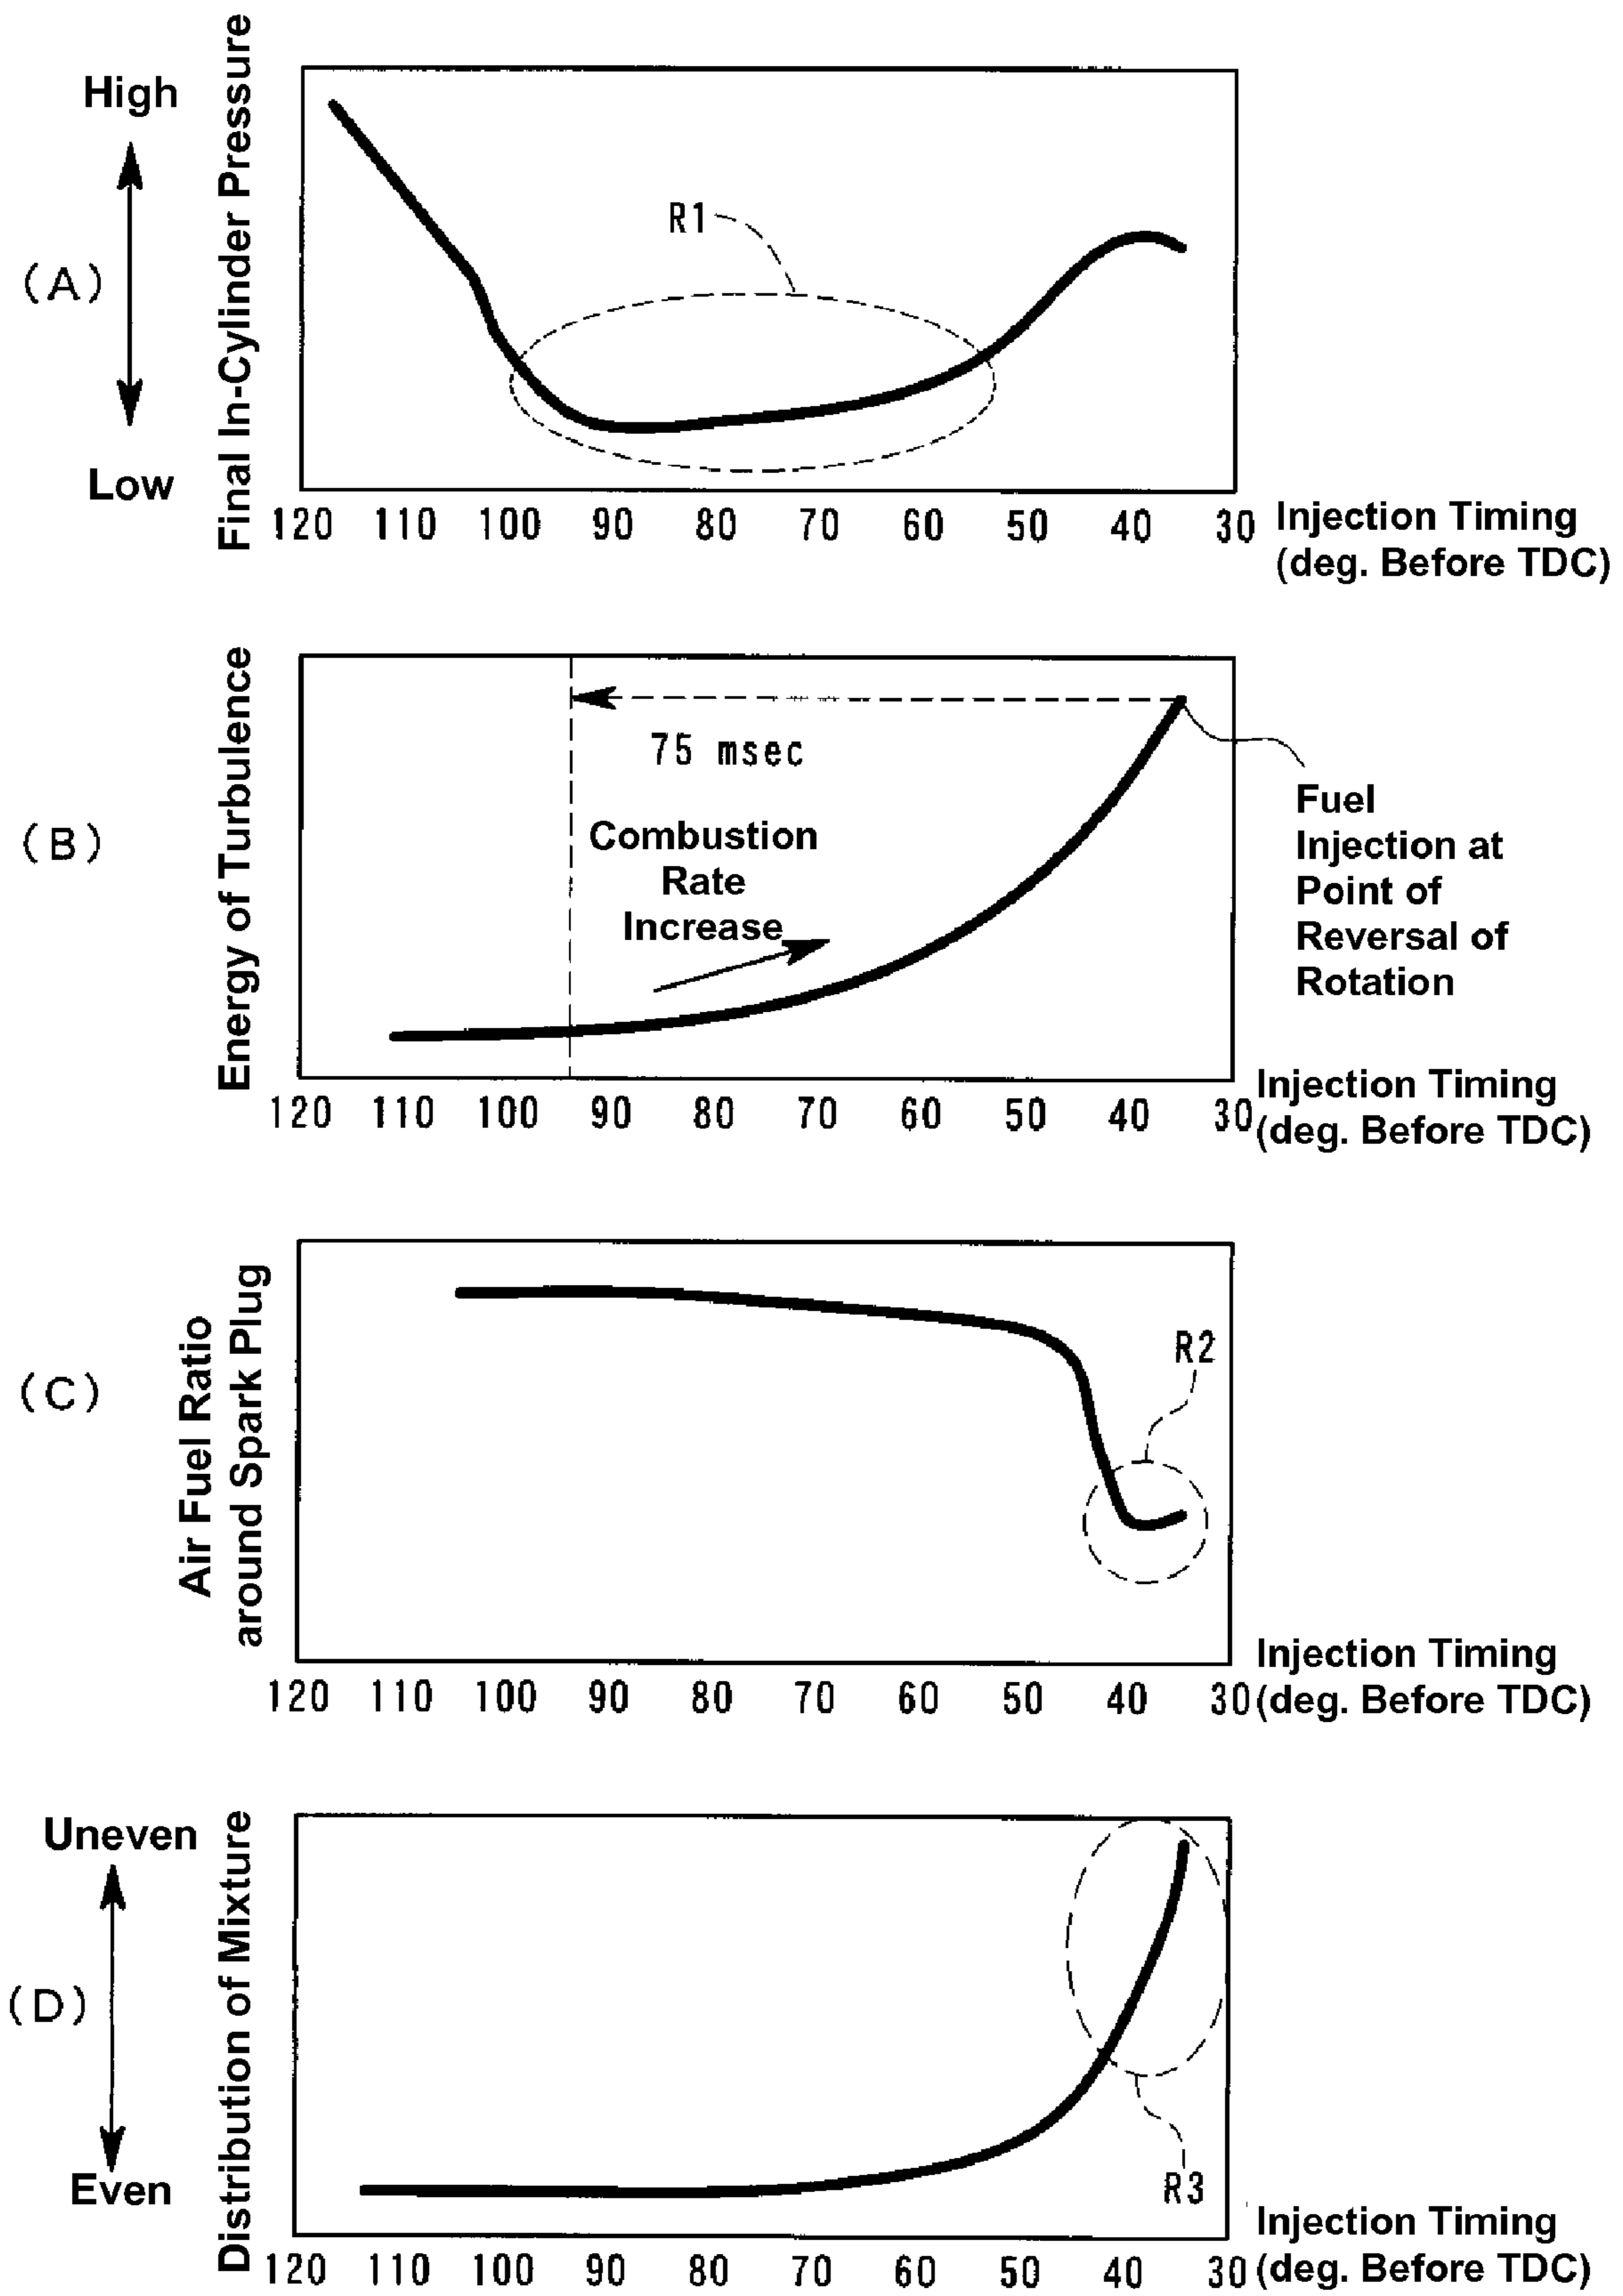 High
(A)
Low
Final In-Cylinder Pressure
R1
120 110 100 90 80 70 60 50 40 30
Injection Timing
(deg. Before TDC)
(B)
Energy of Turbulence
75 msec
Combustion
Rate
Increase
Fuel
Injection at
Point of
Reversal of
Rotation
120 110 100 90 80 70 60 50 40 30
Injection Timing
(deg. Before TDC)
(C)
Air Fuel Ratio
around Spark Plug
R2
120 110 100 90 80 70 60 50 40 30
Injection Timing
(deg. Before TDC)
Uneven
(D)
Even
Distribution of Mixture
R3
120 110 100 90 80 70 60 50 40 30
Injection Timing
(deg. Before TDC)